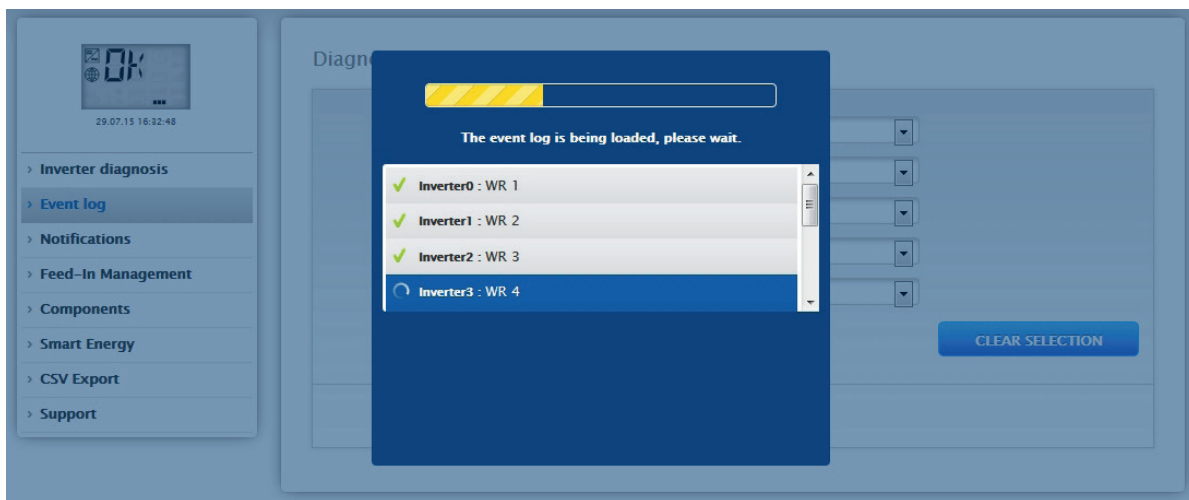 OK
29.07.15 16:32:48
› Inverter diagnosis
› Event log
› Notifications
› Feed-In Management
› Components
› Smart Energy
› CSV Export
› Support
Diagn
The event log is being loaded, please wait.
Inverter0 : WR 1
Inverter1 : WR 2
Inverter2 : WR 3
Inverter3 : WR 4
CLEAR SELECTION